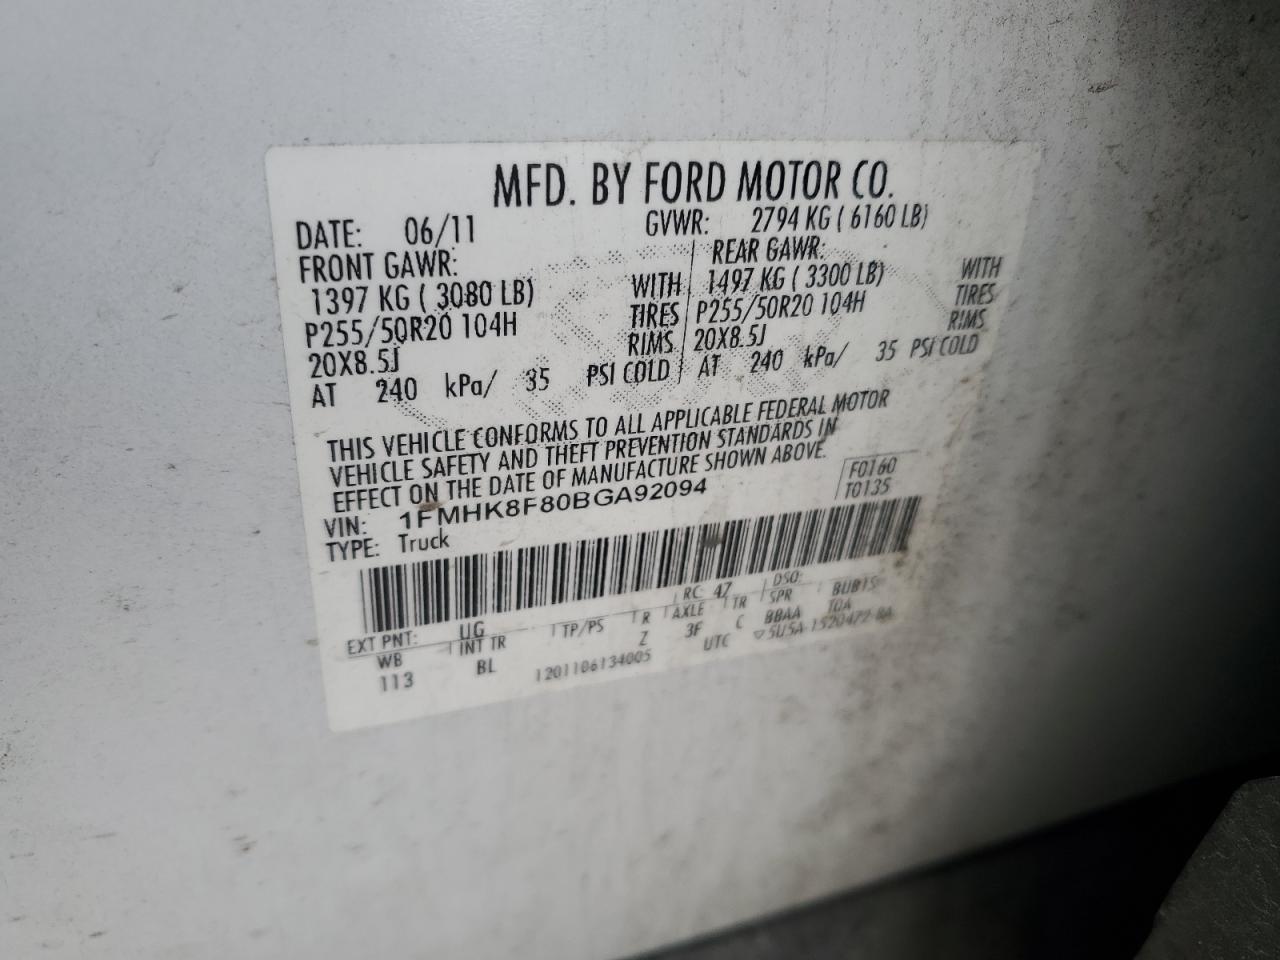 MFD. BY FORD MOTOR CO.
DATE: 06/11 GVWR: 2794 KG ( 6160 LB)
FRONT GAWR: REAR GAWR:
1397 KG ( 3080 LB) WITH 1497 KG ( 3300 LB) WITH
P255/50R20 104H TIRES P255/50R20 104H TIRES
20X8.5J RIMS 20X8.5J RIMS
AT 240 kPa/ 35 PSI COLD AT 240 kPa/ 35 PSI COLD
THIS VEHICLE CONFORMS TO ALL APPLICABLE FEDERAL MOTOR
VEHICLE SAFETY AND THEFT PREVENTION STANDARDS IN
EFFECT ON THE DATE OF MANUFACTURE SHOWN ABOVE.
VIN: 1FMHK8F80BGA92094 F0160
TYPE: Truck T0135
EXT PNT: UG RC: 47 DSO:
WB INT TR TP/PS R AXLE TR SPR BUB15
113 BL Z 3F C BBAA TOA
1201106134005 UTC ▽5U5A-1520472-BA